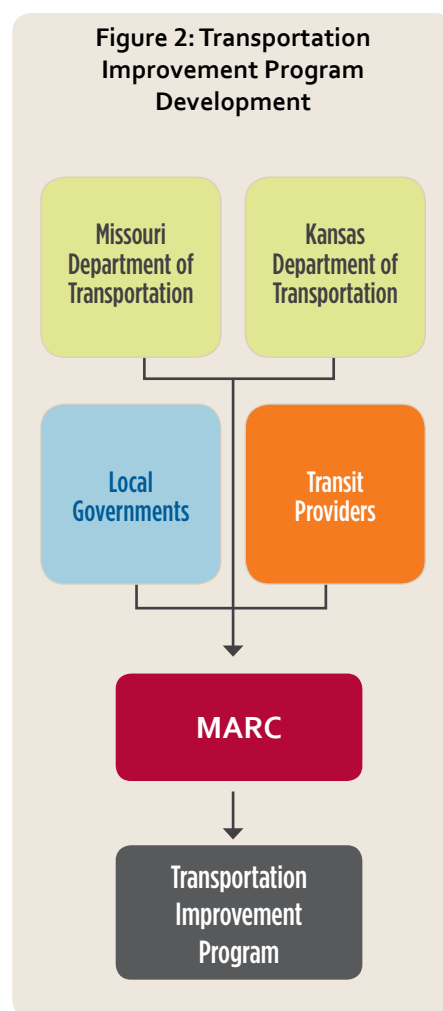 Figure 2: Transportation
Improvement Program
Development
Missouri
Department of
Transportation
Kansas
Department of
Transportation
Local
Governments
Transit
Providers
MARC
Transportation
Improvement
Program